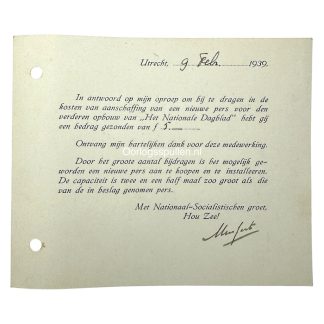 Utrecht, 9 Febr. 1939.
In antwoord op mijn oproep om bij te dragen in de
kosten van aanschaffing van een nieuwe pers voor den
verderen opbouw van „Het Nationale Dagblad" hebt gij
een bedrag gezonden van f 5.
Ontvang mijn hartelijken dank voor deze medewerking.
Door het groote aantal bijdragen is het mogelijk ge-
worden een nieuwe pers aan te koopen en te installeeren.
De capaciteit is twee en een half maal zoo groot als die
van de in beslag genomen pers.
Met Nationaal-Socialistischen groet,
Hou Zee!